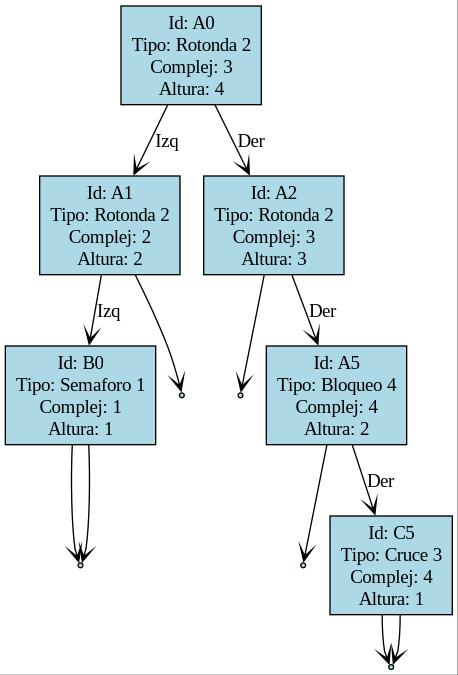 Id: A0
Tipo: Rotonda 2
Complej: 3
Altura: 4
Izq
Der
Id: A1
Tipo: Rotonda 2
Complej: 2
Altura: 2
Id: A2
Tipo: Rotonda 2
Complej: 3
Altura: 3
Izq
Der
Id: B0
Tipo: Semaforo 1
Complej: 1
Altura: 1
Id: A5
Tipo: Bloqueo 4
Complej: 4
Altura: 2
Der
Id: C5
Tipo: Cruce 3
Complej: 4
Altura: 1